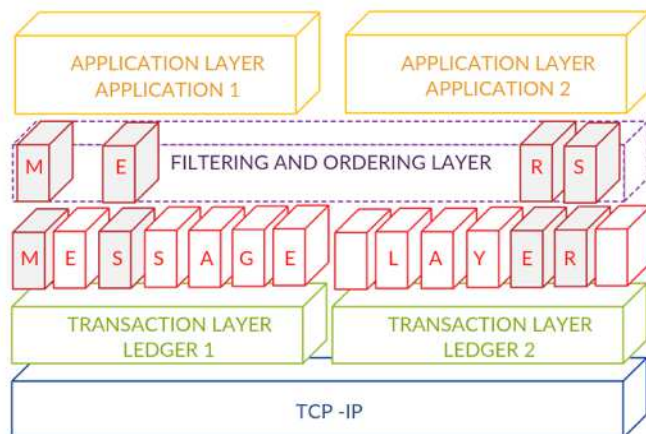 APPLICATION LAYER
APPLICATION 1
APPLICATION LAYER
APPLICATION 2
M E FILTERING AND ORDERING LAYER R S
M E S S A G E L A Y E R
TRANSACTION LAYER
LEDGER 1
TRANSACTION LAYER
LEDGER 2
TCP -IP